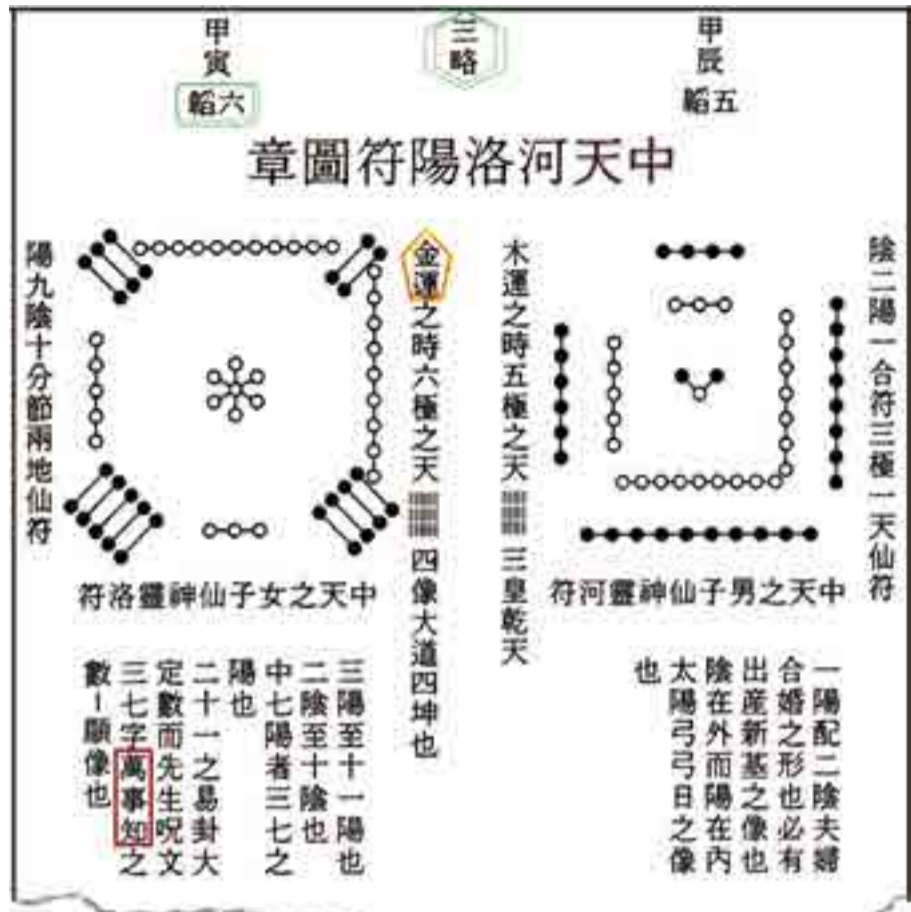 甲辰
五韜
三略
甲寅
六韜
中天河洛陽符圖章
陰二陽一合符三極一天仙符
中天之男子仙神靈河符
一陽配二陰夫婦
合婚之形也必有
出産新基之像也
陰在外而陽在內
太陽弓弓日之像
也
木運之時五極之天
三皇乾天
金運之時六極之天
四像大道四坤也
中天之女子仙神靈洛符
三陽至十一陽也
二陰至十陰也
中七陽者三七之
陽也
二十一之易卦大
定數而先生呪文
三七字萬事知之
數一願像也
陽九陰十分節兩地仙符